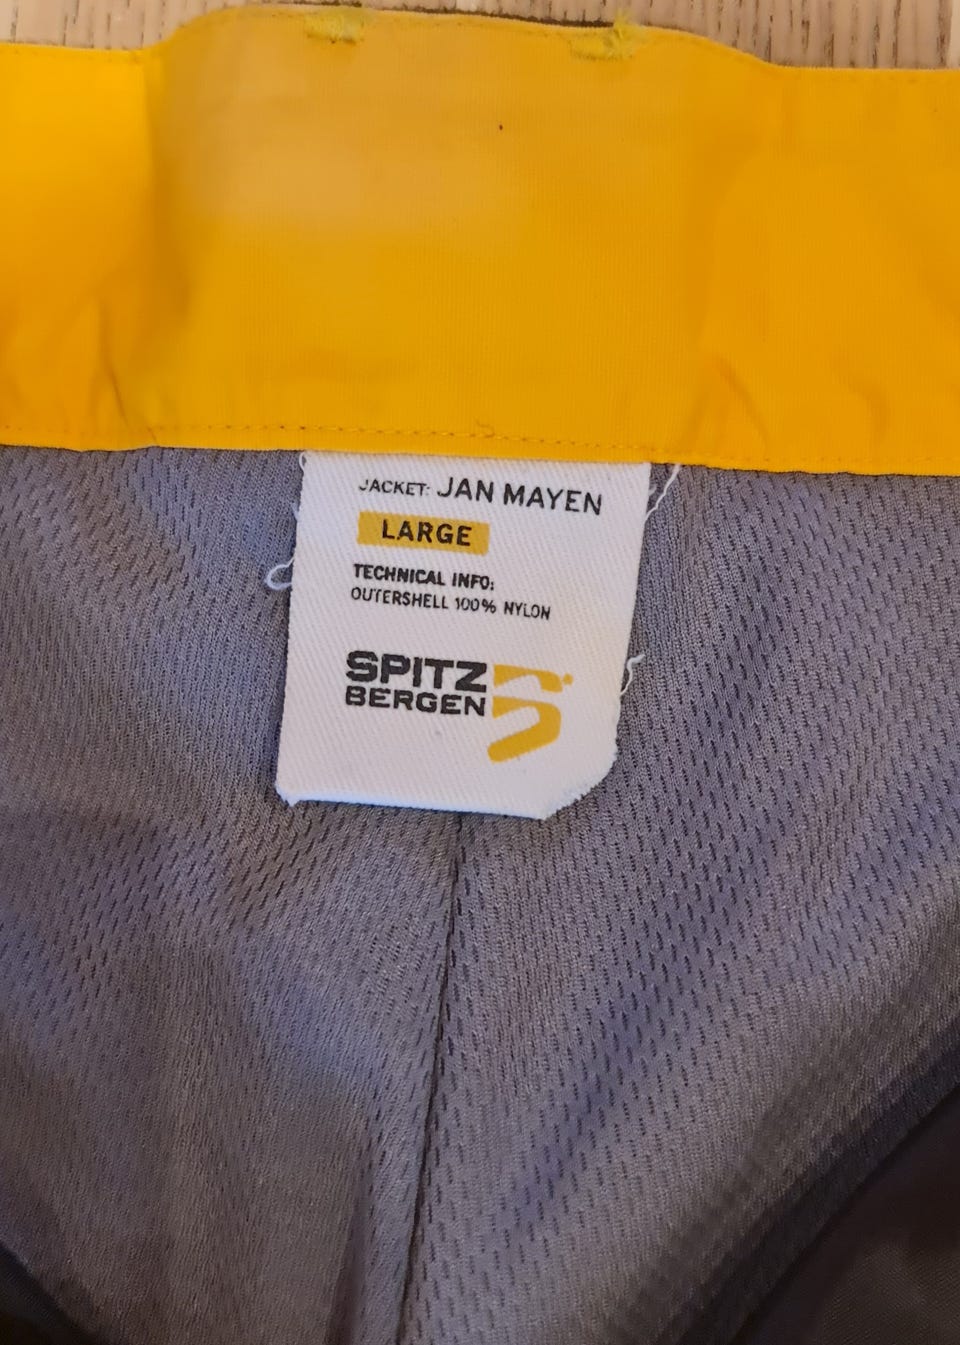 JACKET: JAN MAYEN
LARGE
TECHNICAL INFO:
OUTERSHELL 100% NYLON
SPITZ
BERGEN